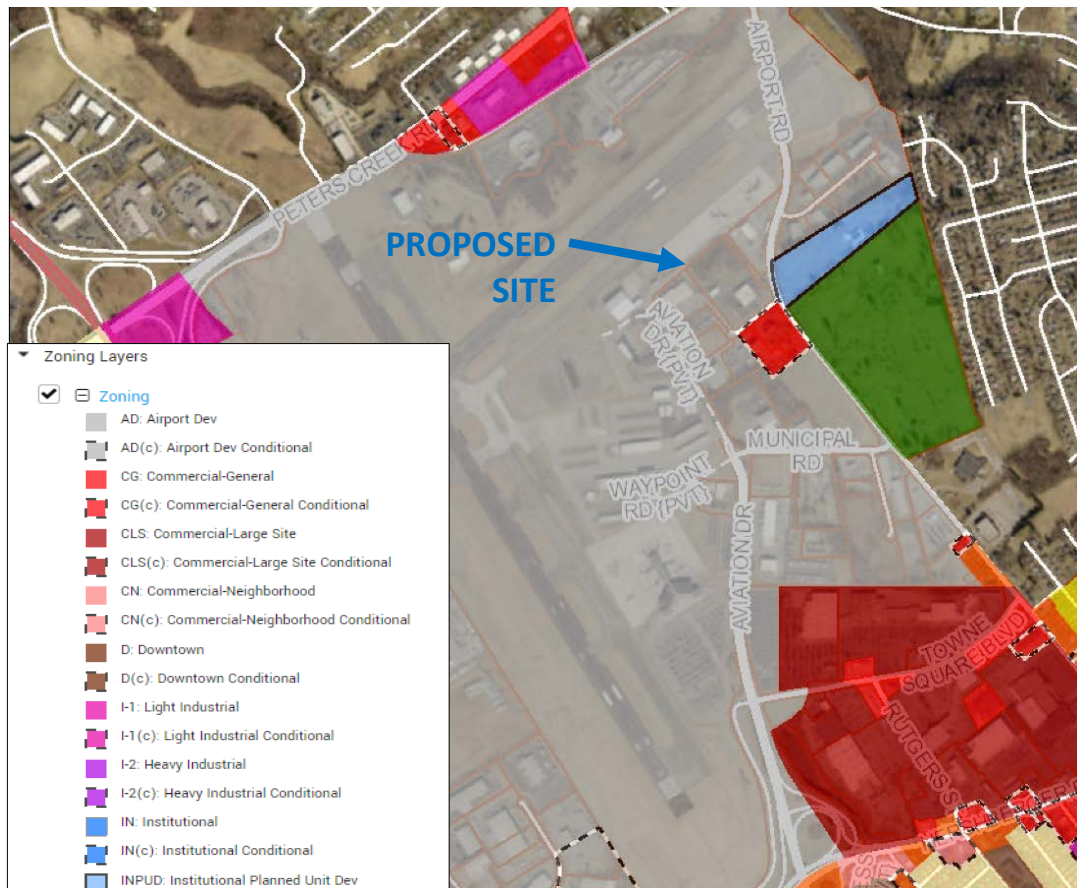 AIRPORT RD
PETERS CREEK RD
PROPOSED
SITE
AVIATION
DR (PVT)
MUNICIPAL
RD
WAYPOINT
RD (PVT)
AVIATION DR
TOWNE
SQUARE BLVD
RUTGERS S
Zoning Layers
Zoning
AD: Airport Dev
AD(c): Airport Dev Conditional
CG: Commercial-General
CG(c): Commercial-General Conditional
CLS: Commercial-Large Site
CLS(c): Commercial-Large Site Conditional
CN: Commercial-Neighborhood
CN(c): Commercial-Neighborhood Conditional
D: Downtown
D(c): Downtown Conditional
I-1: Light Industrial
I-1(c): Light Industrial Conditional
I-2: Heavy Industrial
I-2(c): Heavy Industrial Conditional
IN: Institutional
IN(c): Institutional Conditional
INPUD: Institutional Planned Unit Dev